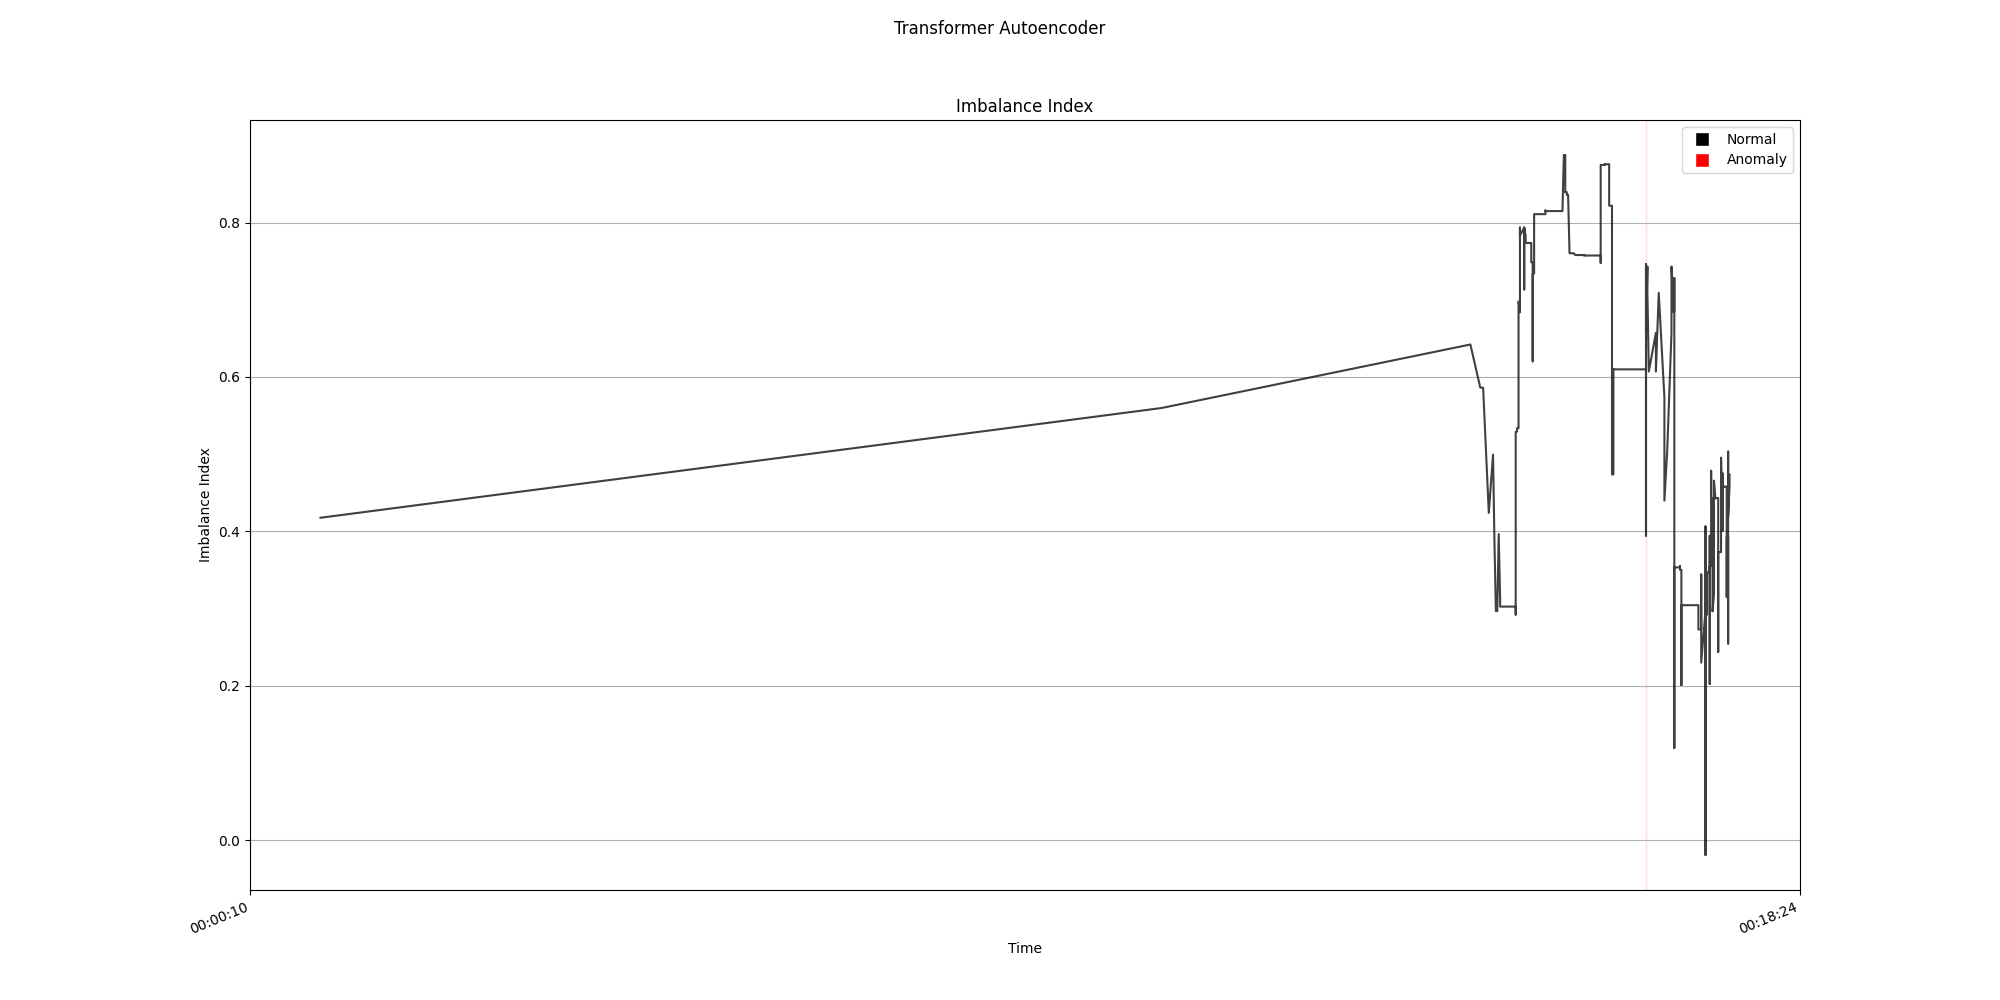 Transformer Autoencoder
Imbalance Index
Normal
Anomaly
0.8
0.6
0.4
0.2
0.0
Imbalance Index
00:00:10
00:18:24
Time